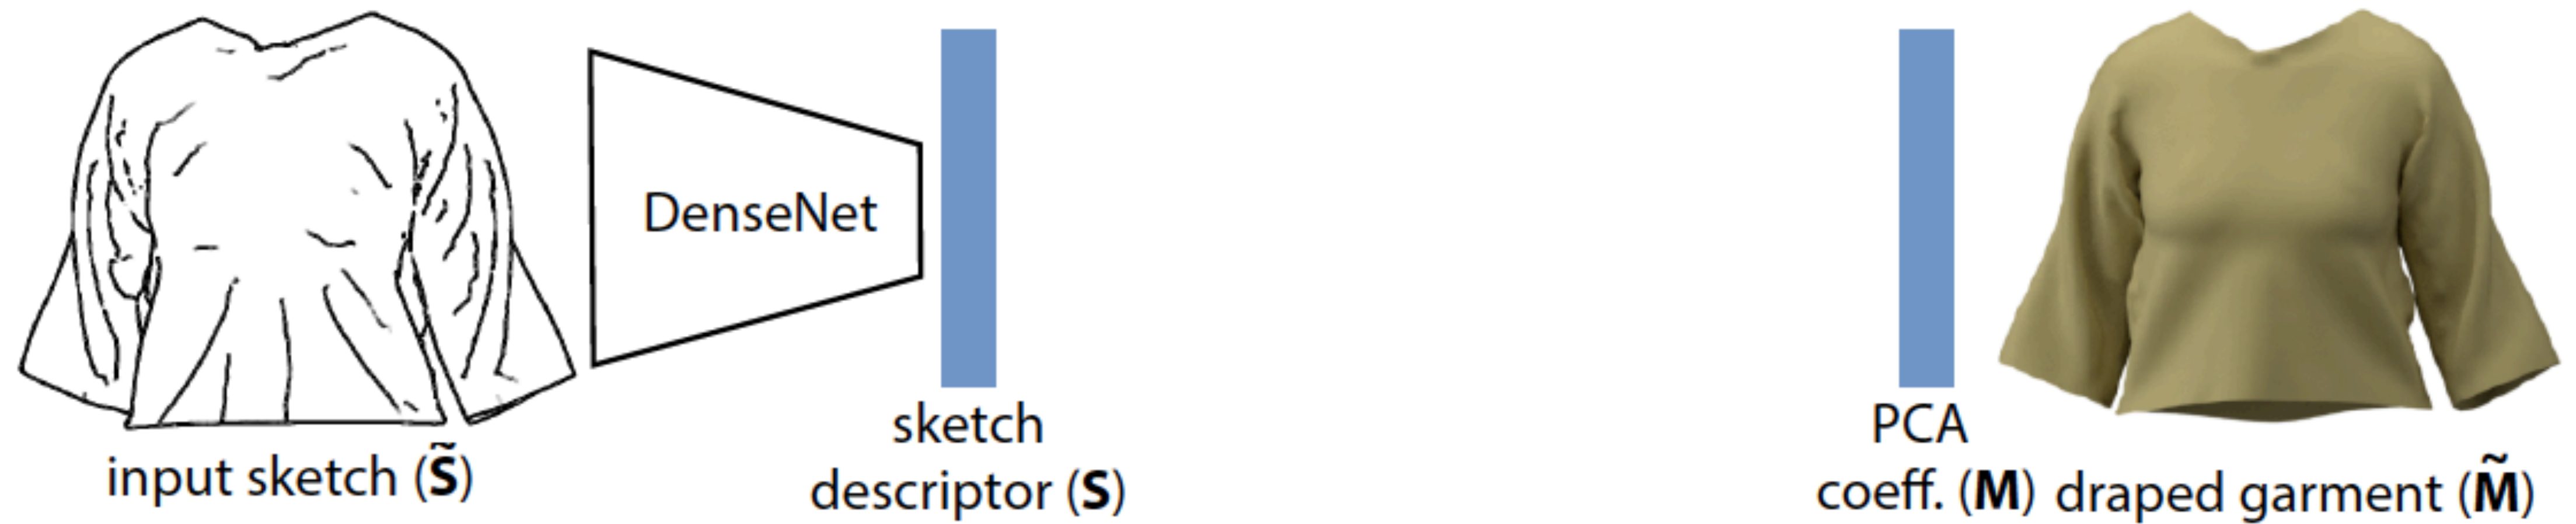 DenseNet
input sketch (S̃)
sketch
descriptor (S)
PCA
coeff. (M)
draped garment (M̃)